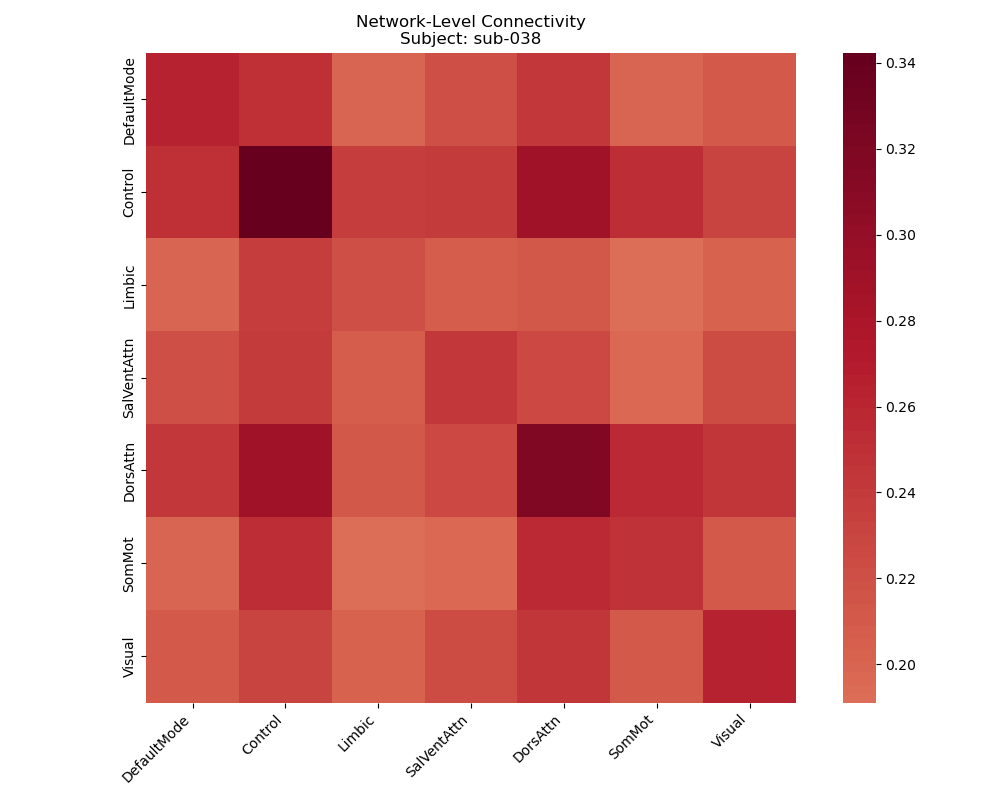 Network-Level Connectivity
Subject: sub-038
DefaultMode
Control
Limbic
SalVentAttn
DorsAttn
SomMot
Visual
DefaultMode
Control
Limbic
SalVentAttn
DorsAttn
SomMot
Visual
0.34
0.32
0.30
0.28
0.26
0.24
0.22
0.20